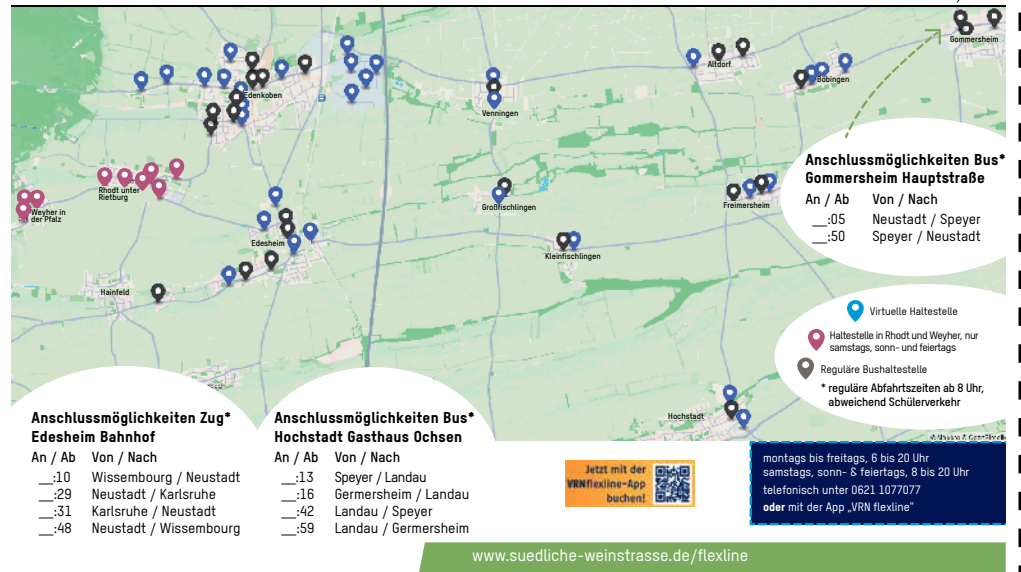 Gommersheim
Altdorf
Böbingen
Edenkoben
Venningen
Anschlussmöglichkeiten Bus*
Gommersheim Hauptstraße
An / Ab Von / Nach
__:05 Neustadt / Speyer
__:50 Speyer / Neustadt
Rhodt unter
Rietburg
Weyher in
der Pfalz
Großfischlingen
Freimersheim
Edesheim
Kleinfischlingen
Hainfeld
Virtuelle Haltestelle
Haltestelle in Rhodt und Weyher, nur
samstags, sonn- und feiertags
Reguläre Bushaltestelle
* reguläre Abfahrtszeiten ab 8 Uhr,
abweichend Schülerverkehr
Hochstadt
Anschlussmöglichkeiten Zug*
Edesheim Bahnhof
An / Ab Von / Nach
__:10 Wissembourg / Neustadt
__:29 Neustadt / Karlsruhe
__:31 Karlsruhe / Neustadt
__:48 Neustadt / Wissembourg
Anschlussmöglichkeiten Bus*
Hochstadt Gasthaus Ochsen
An / Ab Von / Nach
__:13 Speyer / Landau
__:16 Germersheim / Landau
__:42 Landau / Speyer
__:59 Landau / Germersheim
Jetzt mit der
VRNflexline-App
buchen!
montags bis freitags, 6 bis 20 Uhr
samstags, sonn- & feiertags, 8 bis 20 Uhr
telefonisch unter 0621 1077077
oder mit der App „VRN flexline"
www.suedliche-weinstrasse.de/flexline